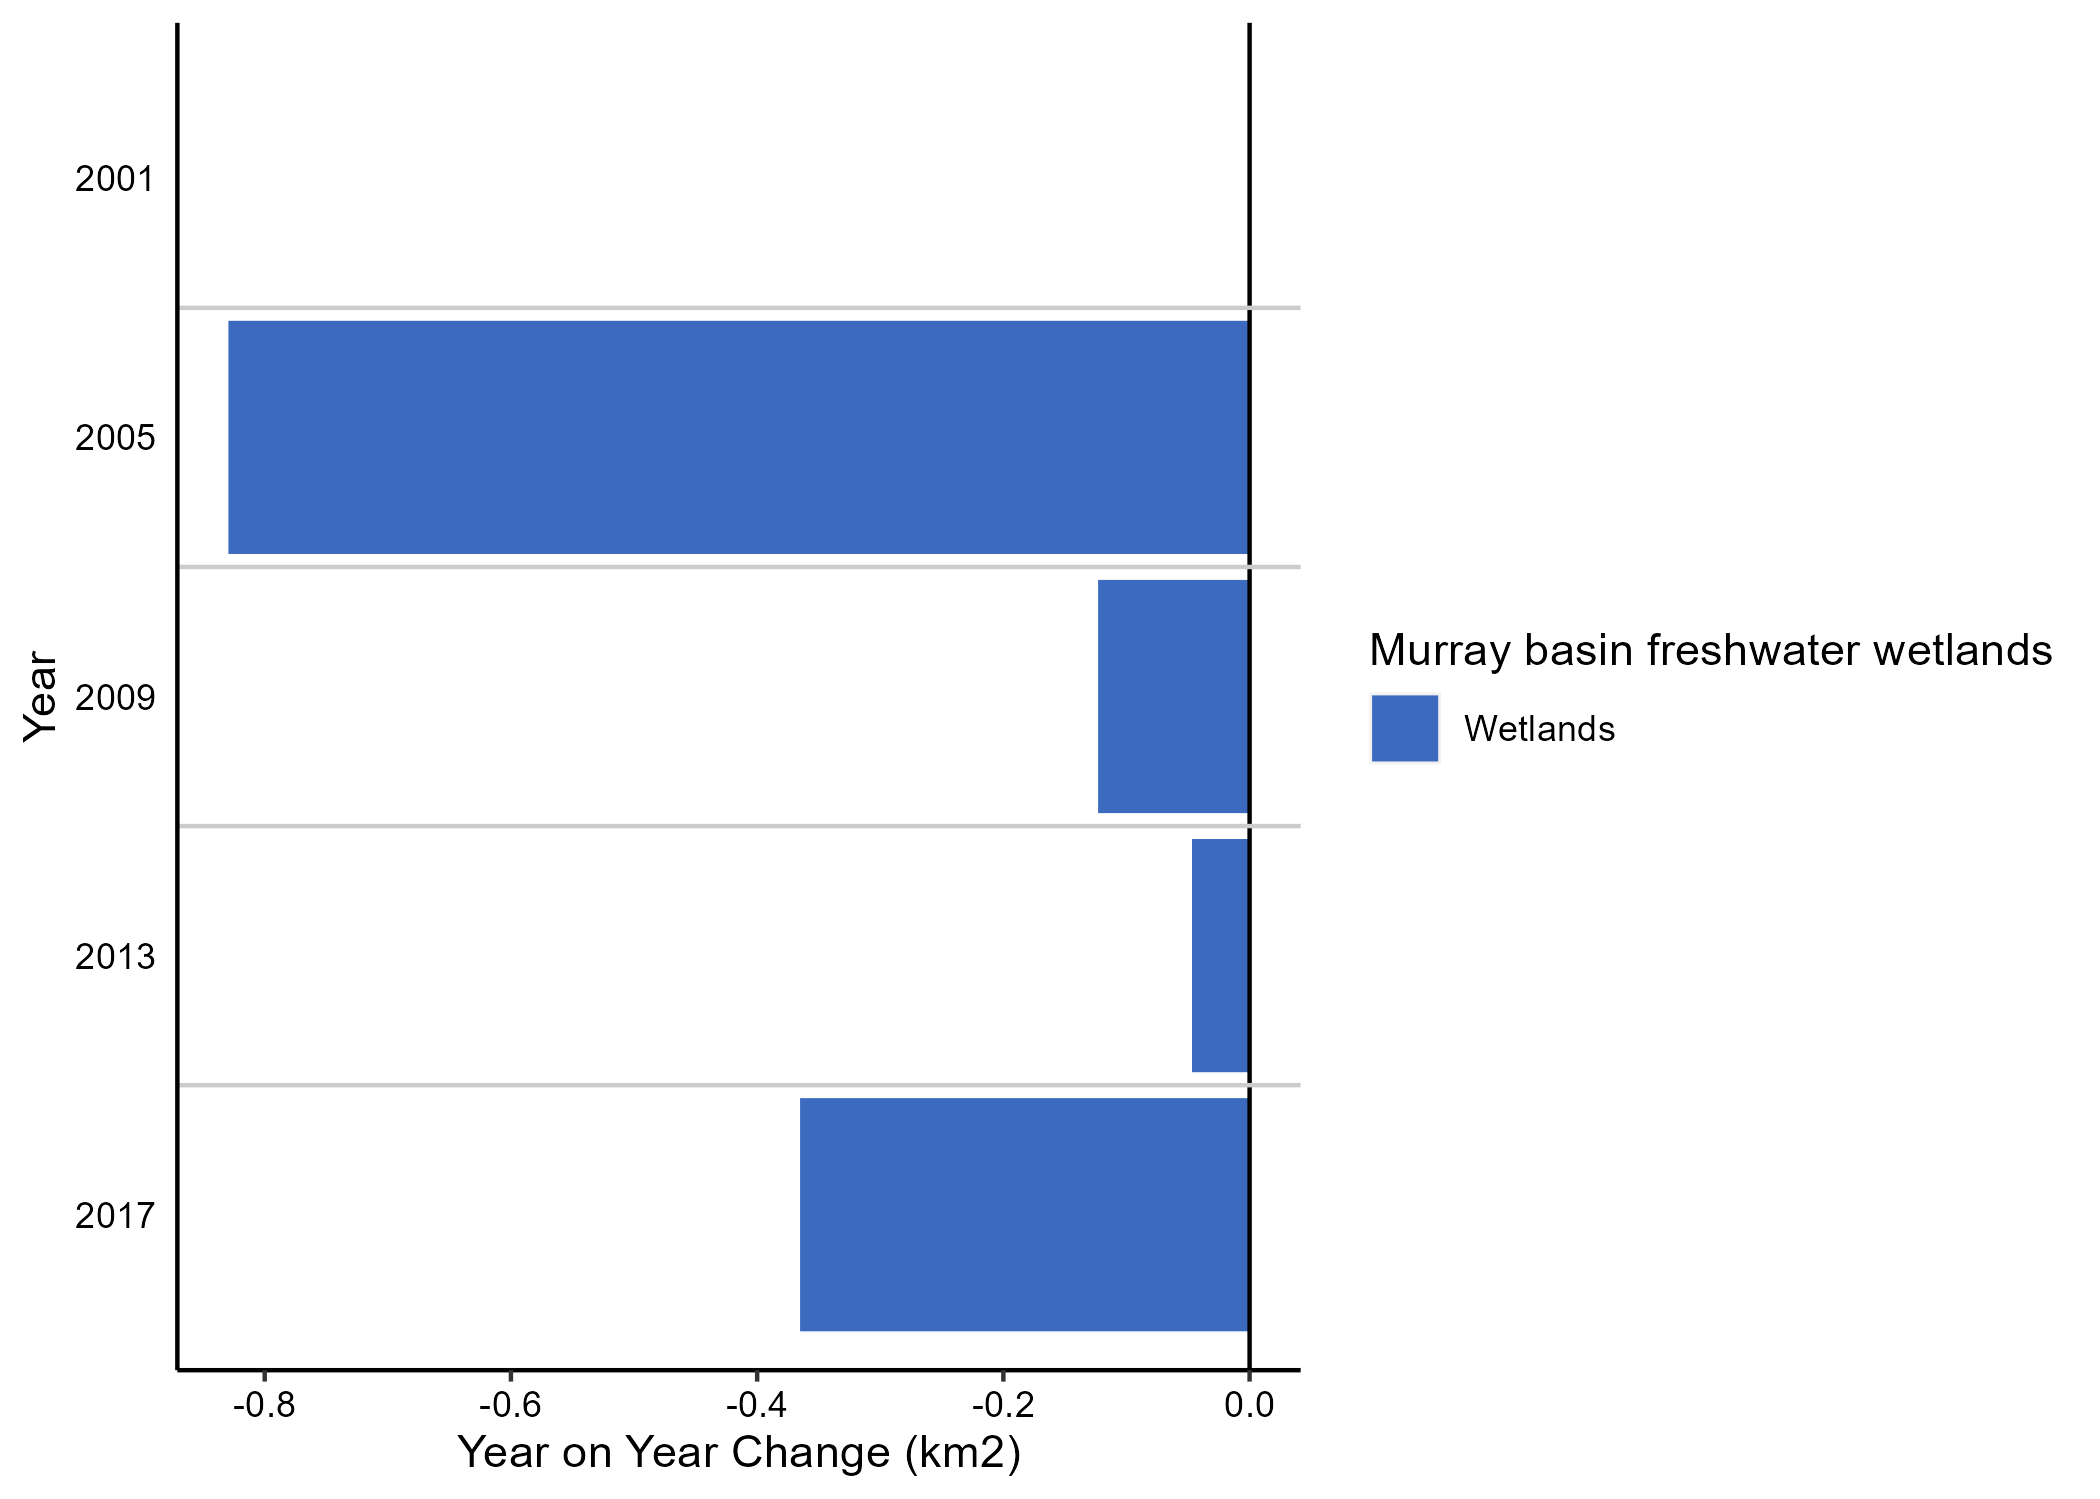 2001
2005
2009
2013
2017
Year
-0.8 -0.6 -0.4 -0.2 0.0
Year on Year Change (km2)
Murray basin freshwater wetlands
Wetlands